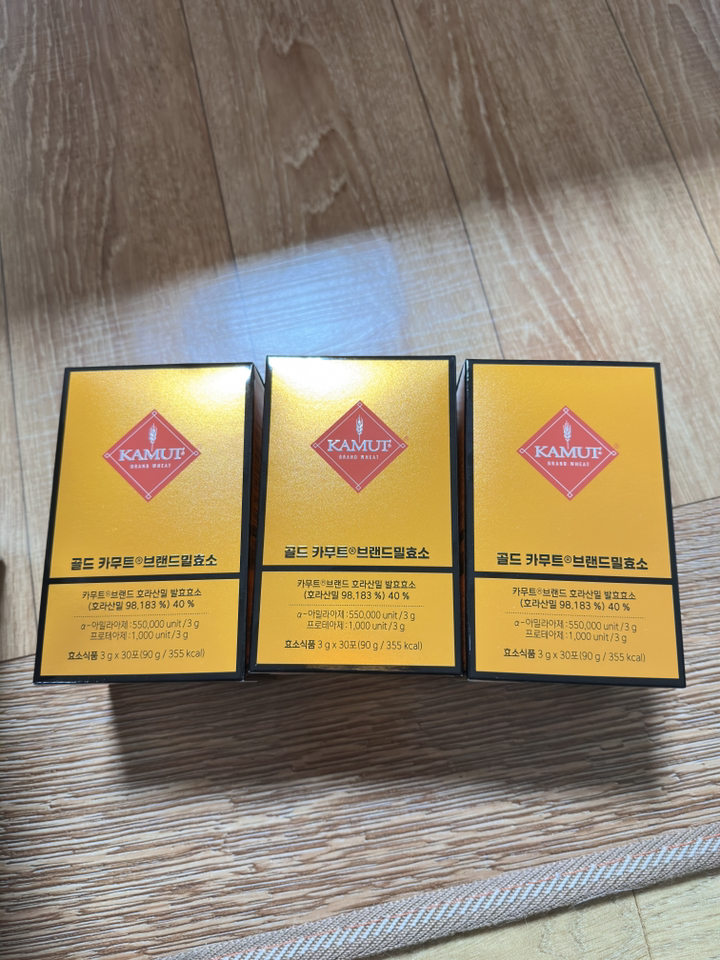 KAMUT®
BRAND WHEAT
골드 카무트®브랜드밀효소
카무트®브랜드 호라산밀 발효효소
(호라산밀 98.183 %) 40 %
α-아밀라아제:550,000 unit/3 g
프로테아제:1,000 unit/3 g
효소식품 3 g x 30포(90 g / 355 kcal)
KAMUT®
BRAND WHEAT
골드 카무트®브랜드밀효소
카무트®브랜드 호라산밀 발효효소
(호라산밀 98.183 %) 40 %
α-아밀라아제:550,000 unit/3 g
프로테아제:1,000 unit/3 g
효소식품 3 g x 30포(90 g / 355 kcal)
KAMUT®
BRAND WHEAT
골드 카무트®브랜드밀효소
카무트®브랜드 호라산밀 발효효소
(호라산밀 98.183 %) 40 %
α-아밀라아제:550,000 unit/3 g
프로테아제:1,000 unit/3 g
효소식품 3 g x 30포(90 g / 355 kcal)